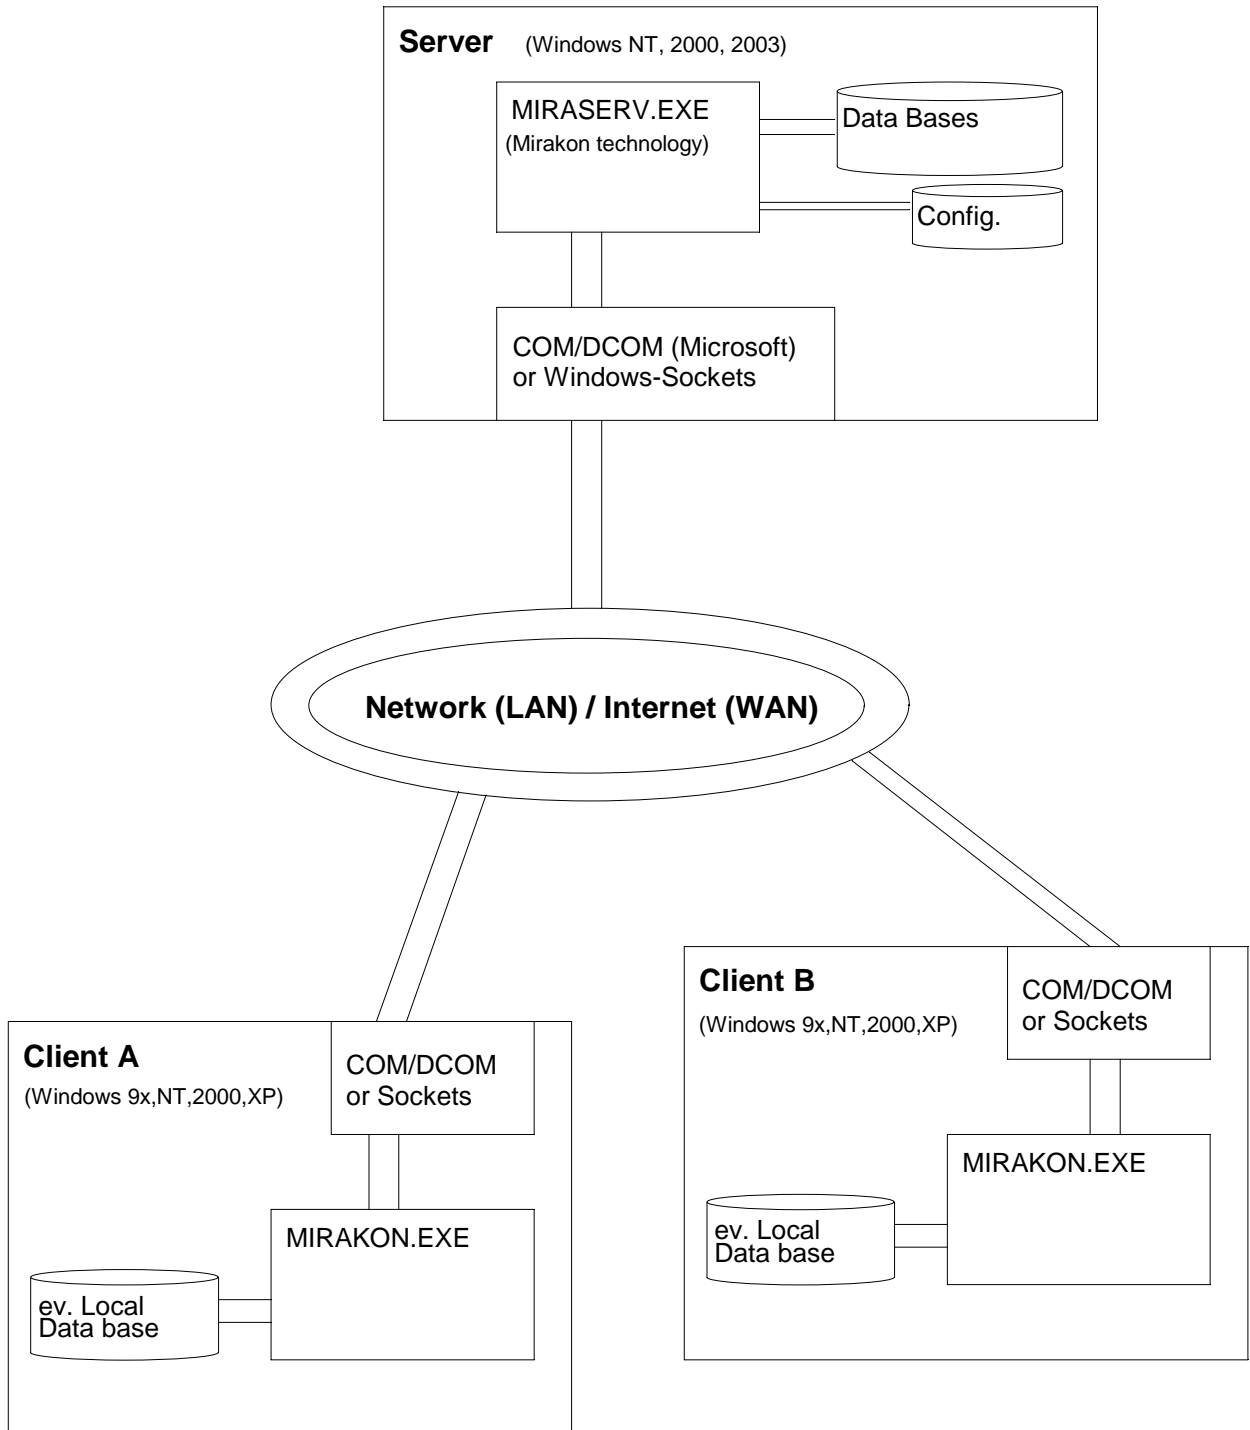 Server (Windows NT, 2000, 2003)
MIRASERV.EXE
(Mirakon technology)
Data Bases
Config.
COM/DCOM (Microsoft)
or Windows-Sockets
Network (LAN) / Internet (WAN)
Client B
(Windows 9x,NT,2000,XP)
COM/DCOM
or Sockets
MIRAKON.EXE
ev. Local
Data base
Client A
(Windows 9x,NT,2000,XP)
COM/DCOM
or Sockets
MIRAKON.EXE
ev. Local
Data base